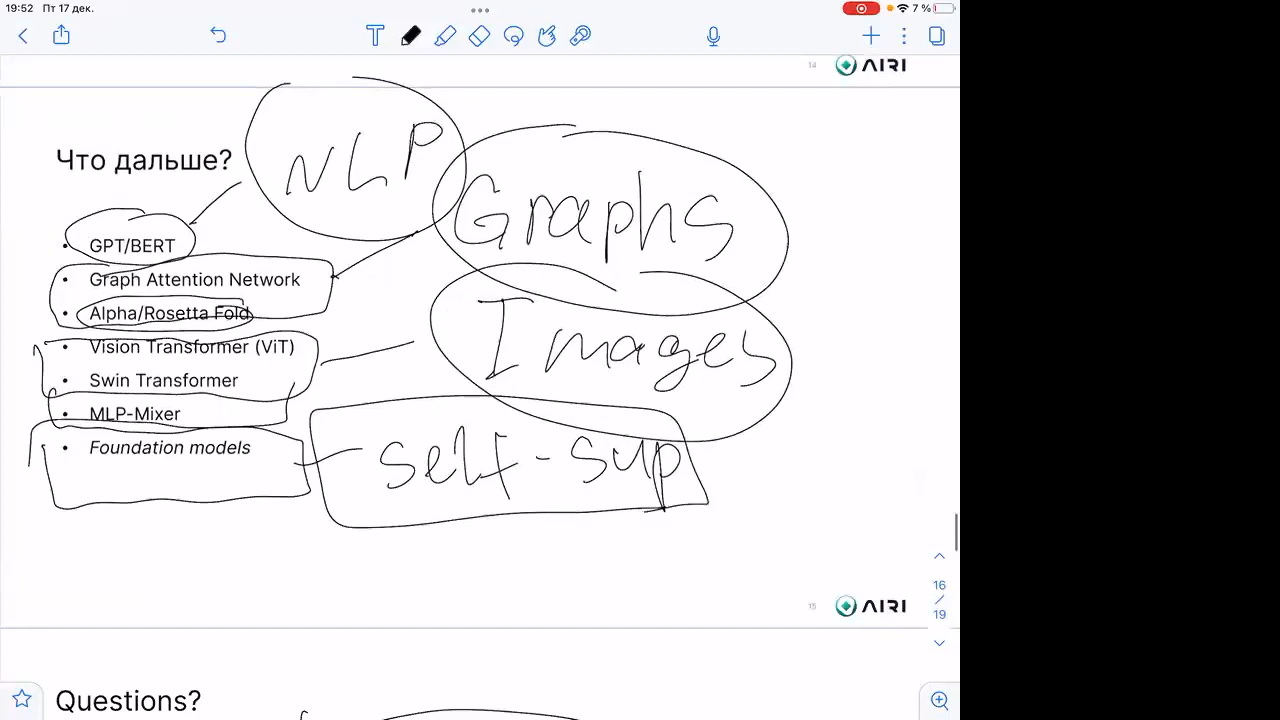 19:52 Пт 17 дек.
7 %
14 AIRI
Что дальше?
NLP
Graphs
Images
self-sup
• GPT/BERT
• Graph Attention Network
• Alpha/Rosetta Fold
• Vision Transformer (ViT)
• Swin Transformer
• MLP-Mixer
• Foundation models
16
/
19
15 AIRI
Questions?